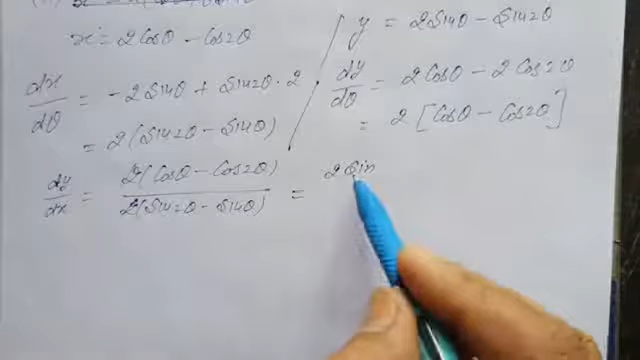 x = 2Cosθ - Cos2θ
dx/dθ = -2Sinθ + Sin2θ · 2
= 2(Sin2θ - Sinθ)
y = 2Sinθ - Sin2θ
dy/dθ = 2Cosθ - 2Cos2θ
= 2[Cosθ - Cos2θ]
dy/dx = 2(Cosθ - Cos2θ) / 2(Sin2θ - Sinθ) = 2Sin